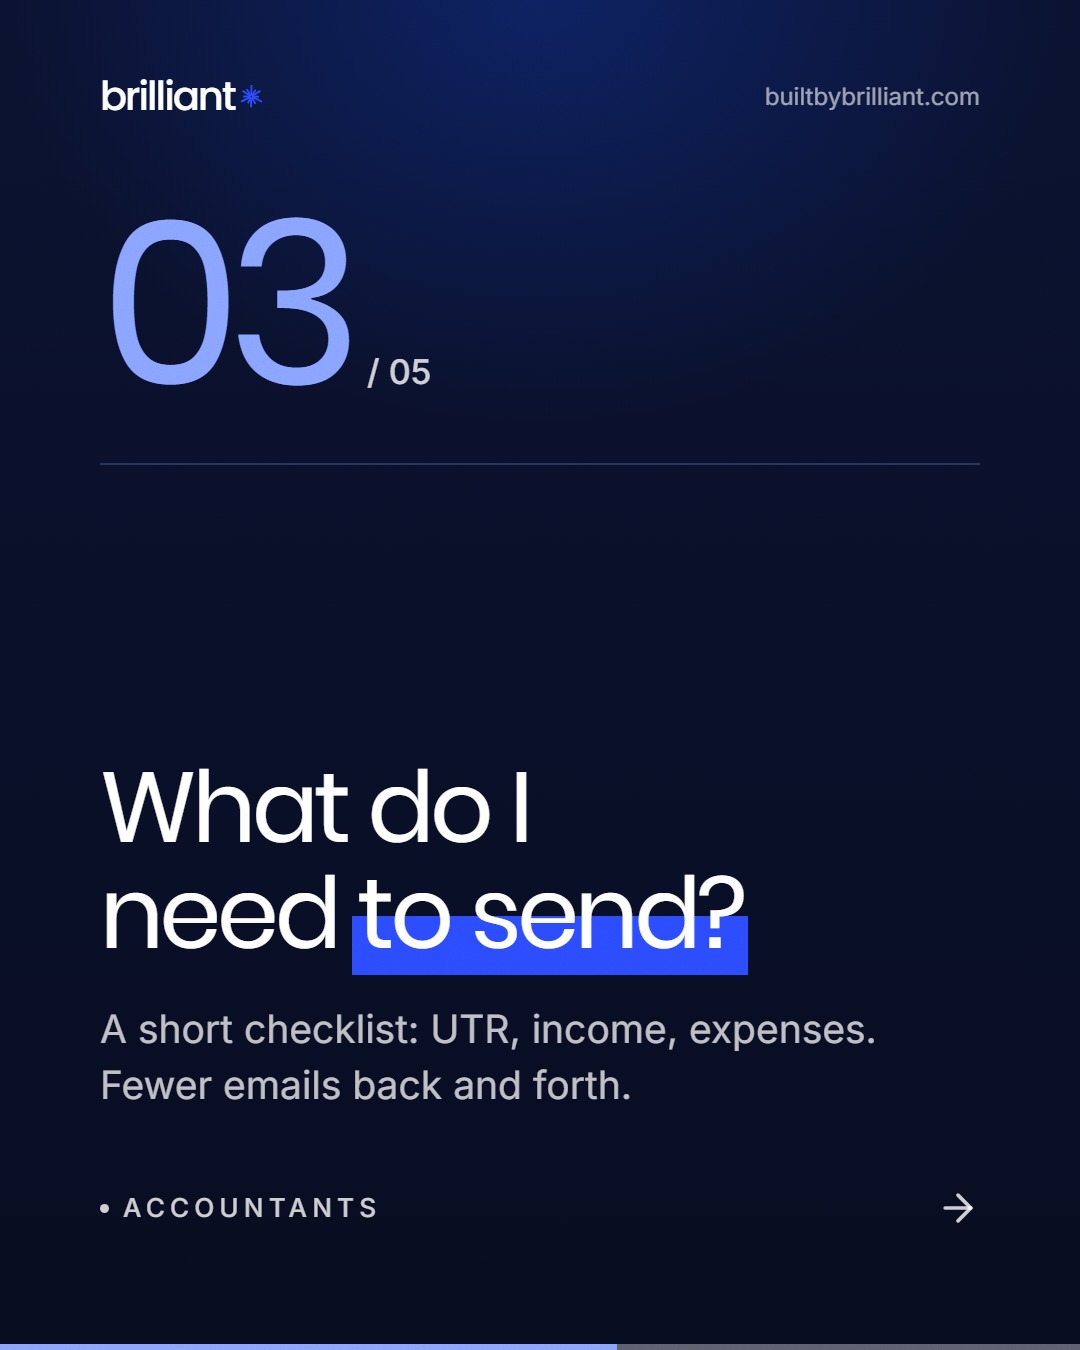 brilliant
builtbybrilliant.com
03 / 05
What do I
need to send?
A short checklist: UTR, income, expenses.
Fewer emails back and forth.
• ACCOUNTANTS